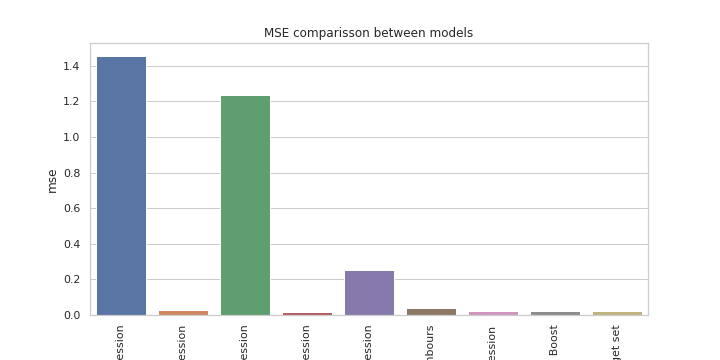 MSE comparisson between models
mse
1.4
1.2
1.0
0.8
0.6
0.4
0.2
0.0
ession
ession
ession
ession
ession
nbours
ession
Boost
get set